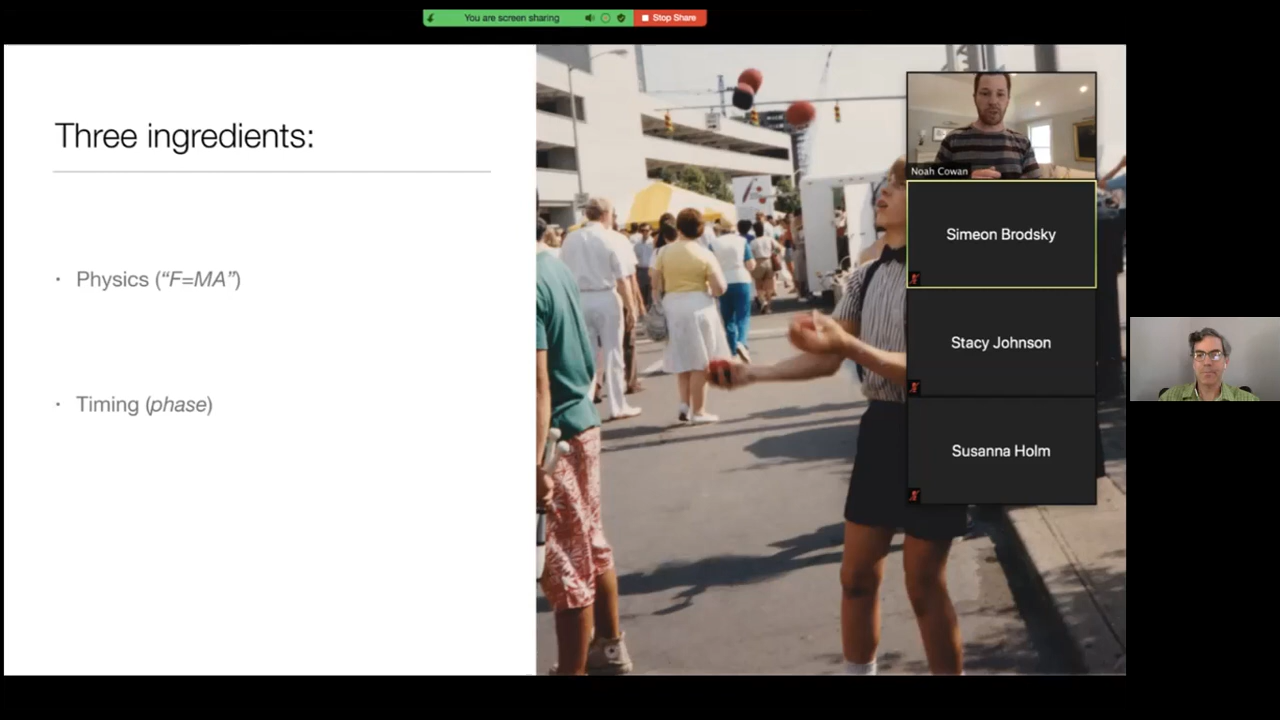 You are screen sharing
Stop Share
Three ingredients:
• Physics (“F=MA”)
• Timing (phase)
Noah Cowan
Simeon Brodsky
Stacy Johnson
Susanna Holm